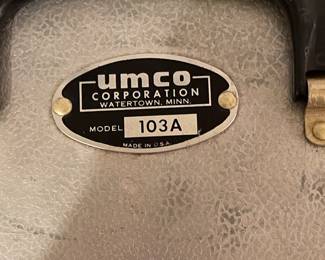 umco
CORPORATION
WATERTOWN, MINN.
MODEL 103A
MADE IN U.S.A.